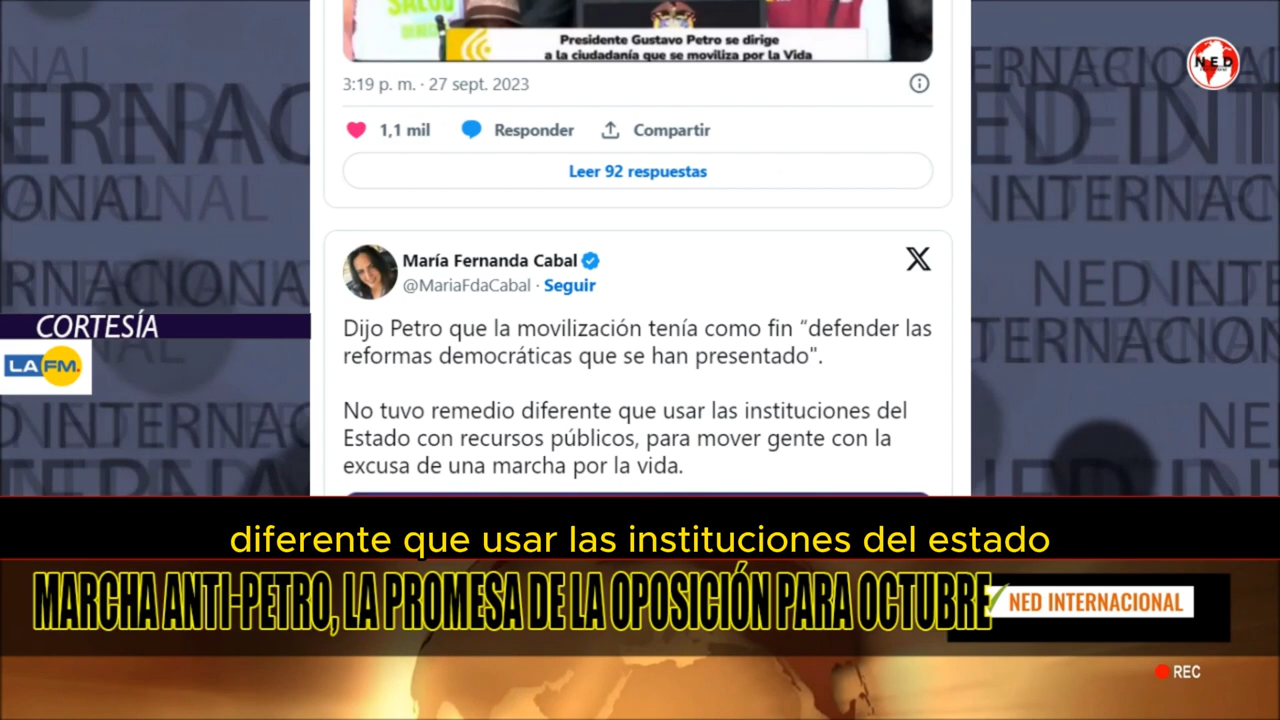 SALUD
Presidente Gustavo Petro se dirige
a la ciudadanía que se moviliza por la Vida
3:19 p. m. · 27 sept. 2023
1,1 mil Responder Compartir
Leer 92 respuestas
NED
María Fernanda Cabal
@MariaFdaCabal · Seguir
Dijo Petro que la movilización tenía como fin “defender las
reformas democráticas que se han presentado".
No tuvo remedio diferente que usar las instituciones del
Estado con recursos públicos, para mover gente con la
excusa de una marcha por la vida.
CORTESÍA
LA FM.
diferente que usar las instituciones del estado
MARCHA ANTI-PETRO, LA PROMESA DE LA OPOSICIÓN PARA OCTUBRE
NED INTERNACIONAL
REC